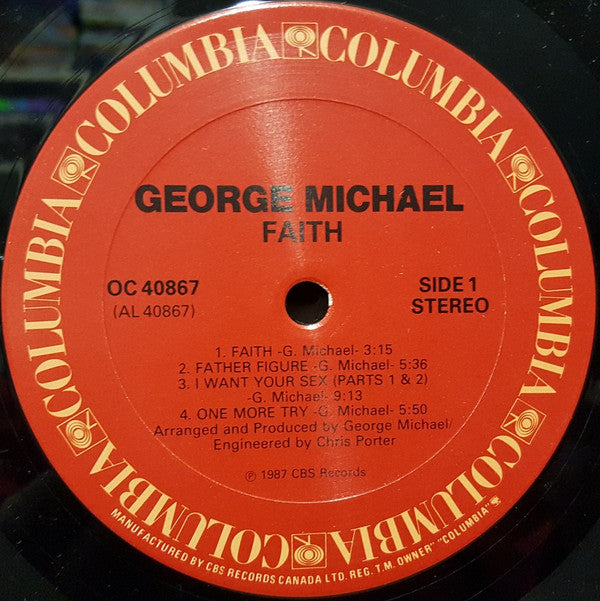 COLUMBIA COLUMBIA COLUMBIA COLUMBIA COLUMBIA COLUMBIA COLUMBIA
GEORGE MICHAEL
FAITH
OC 40867
(AL 40867)
SIDE 1
STEREO
1. FAITH -G. Michael- 3:15
2. FATHER FIGURE -G. Michael- 5:36
3. I WANT YOUR SEX (PARTS 1 & 2)
-G. Michael- 9:13
4. ONE MORE TRY -G. Michael- 5:50
Arranged and Produced by George Michael/
Engineered by Chris Porter
℗ 1987 CBS Records
MANUFACTURED BY CBS RECORDS CANADA LTD. REG. T.M. OWNER" "COLUMBIA"